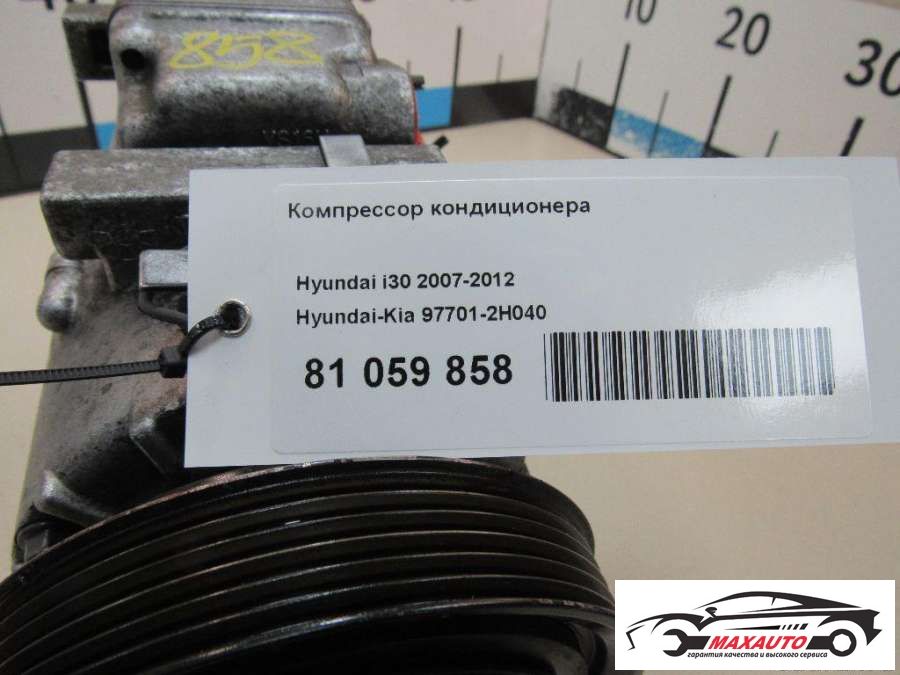 858
10
20
30
Компрессор кондиционера
Hyundai i30 2007-2012
Hyundai-Kia 97701-2H040
81 059 858
MAXAUTO
гарантия качества и высокого сервиса